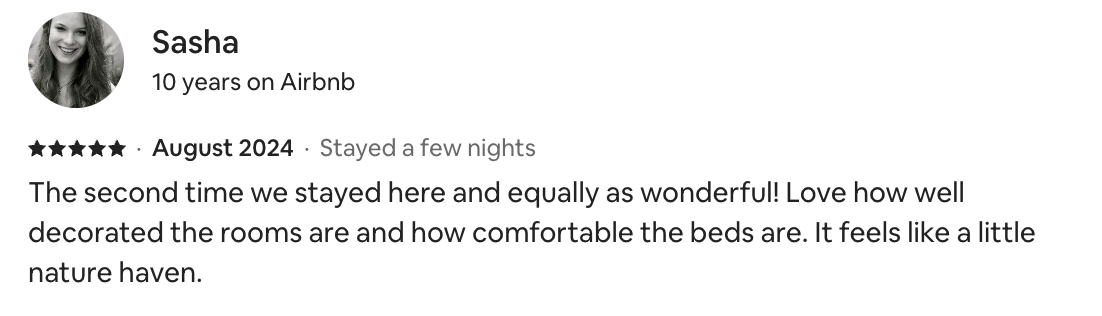 Sasha
10 years on Airbnb
★★★★★ · August 2024 · Stayed a few nights
The second time we stayed here and equally as wonderful! Love how well
decorated the rooms are and how comfortable the beds are. It feels like a little
nature haven.